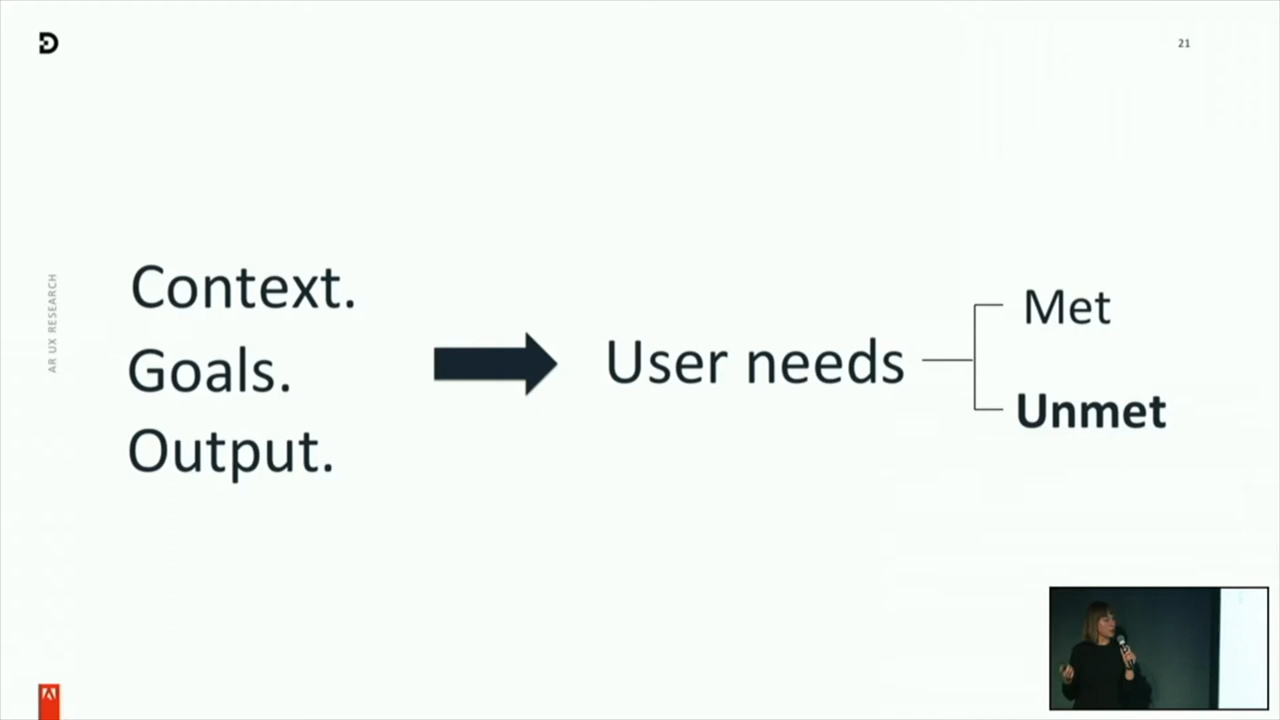 21
AR UX RESEARCH
Context.
Goals.
Output.
User needs
Met
Unmet